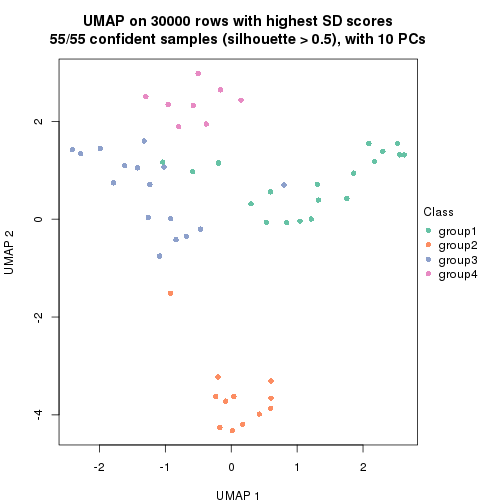 UMAP on 30000 rows with highest SD scores
55/55 confident samples (silhouette > 0.5), with 10 PCs
2
0
-2
-4
UMAP 2
-2
-1
0
1
2
UMAP 1
Class
group1
group2
group3
group4